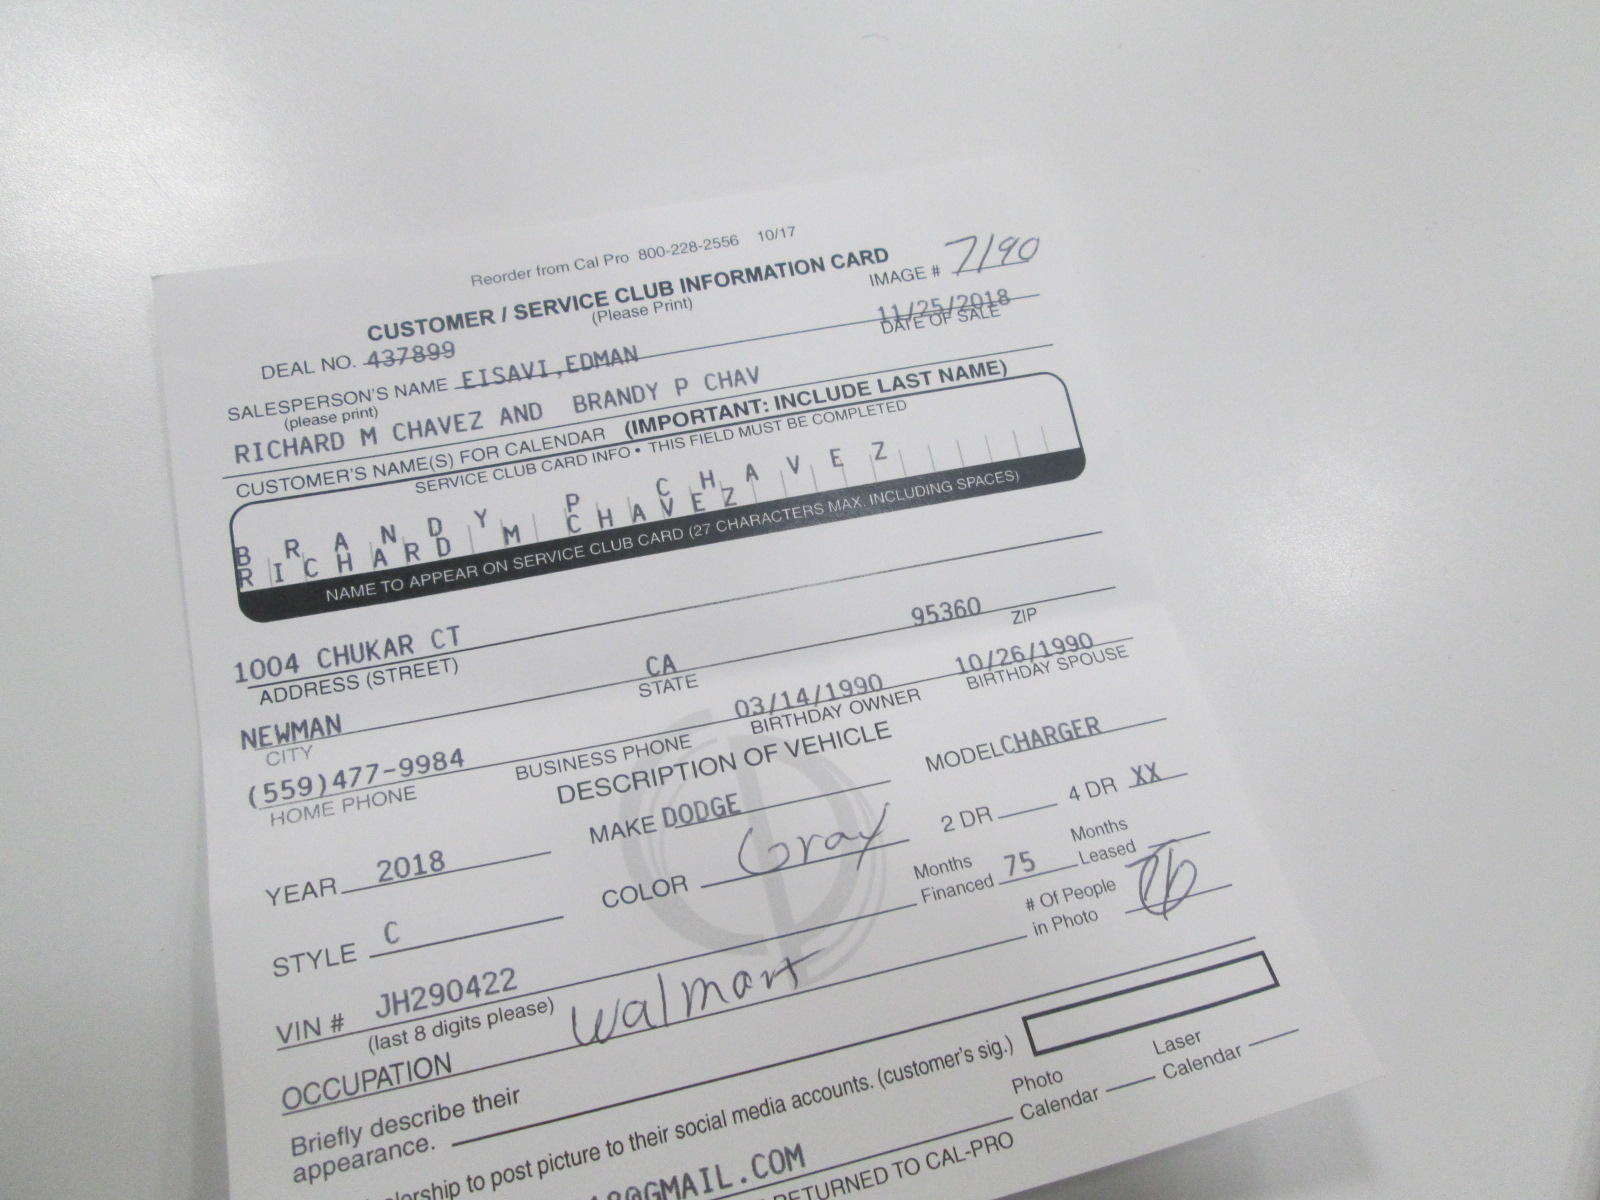 Reorder from Cal Pro 800-228-2556 10/17
CUSTOMER / SERVICE CLUB INFORMATION CARD
(Please Print)
IMAGE # 7190
DEAL NO. 437899
11/25/2018
DATE OF SALE
SALESPERSON'S NAME EISAVI,EDMAN
(please print)
RICHARD M CHAVEZ AND BRANDY P CHAV
CUSTOMER'S NAME(S) FOR CALENDAR (IMPORTANT: INCLUDE LAST NAME)
SERVICE CLUB CARD INFO • THIS FIELD MUST BE COMPLETED
BRANDY P CHAVEZ
RICHARD M CHAVEZ
NAME TO APPEAR ON SERVICE CLUB CARD (27 CHARACTERS MAX. INCLUDING SPACES)
1004 CHUKAR CT
ADDRESS (STREET)
NEWMAN CA 95360
CITY STATE ZIP
(559)477-9984 03/14/1990 10/26/1990
HOME PHONE BUSINESS PHONE BIRTHDAY OWNER BIRTHDAY SPOUSE
DESCRIPTION OF VEHICLE
YEAR 2018 MAKE DODGE MODEL CHARGER
STYLE C COLOR Gray 2 DR 4 DR XX
VIN # JH290422 Months Financed 75 Months Leased
(last 8 digits please)
OCCUPATION Walmart # Of People in Photo
Briefly describe their
appearance.
to post picture to their social media accounts. (customer's sig.)
Photo Calendar Laser Calendar
@GMAIL.COM
RETURNED TO CAL-PRO